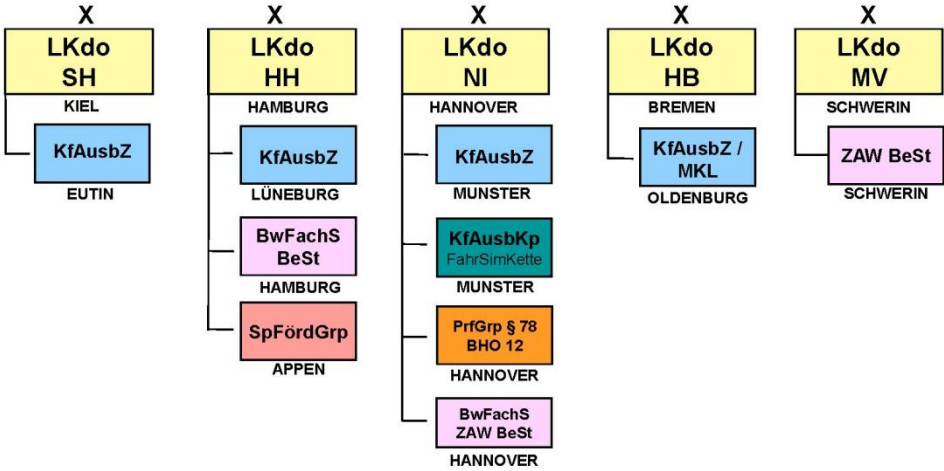 X
LKdo
SH
KIEL
KfAusbZ
EUTIN
X
LKdo
HH
HAMBURG
KfAusbZ
LÜNEBURG
BwFachS
BeSt
HAMBURG
SpFördGrp
APPEN
X
LKdo
NI
HANNOVER
KfAusbZ
MUNSTER
KfAusbKp
FahrSimKette
MUNSTER
PrfGrp § 78
BHO 12
HANNOVER
BwFachS
ZAW BeSt
HANNOVER
X
LKdo
HB
BREMEN
KfAusbZ /
MKL
OLDENBURG
X
LKdo
MV
SCHWERIN
ZAW BeSt
SCHWERIN